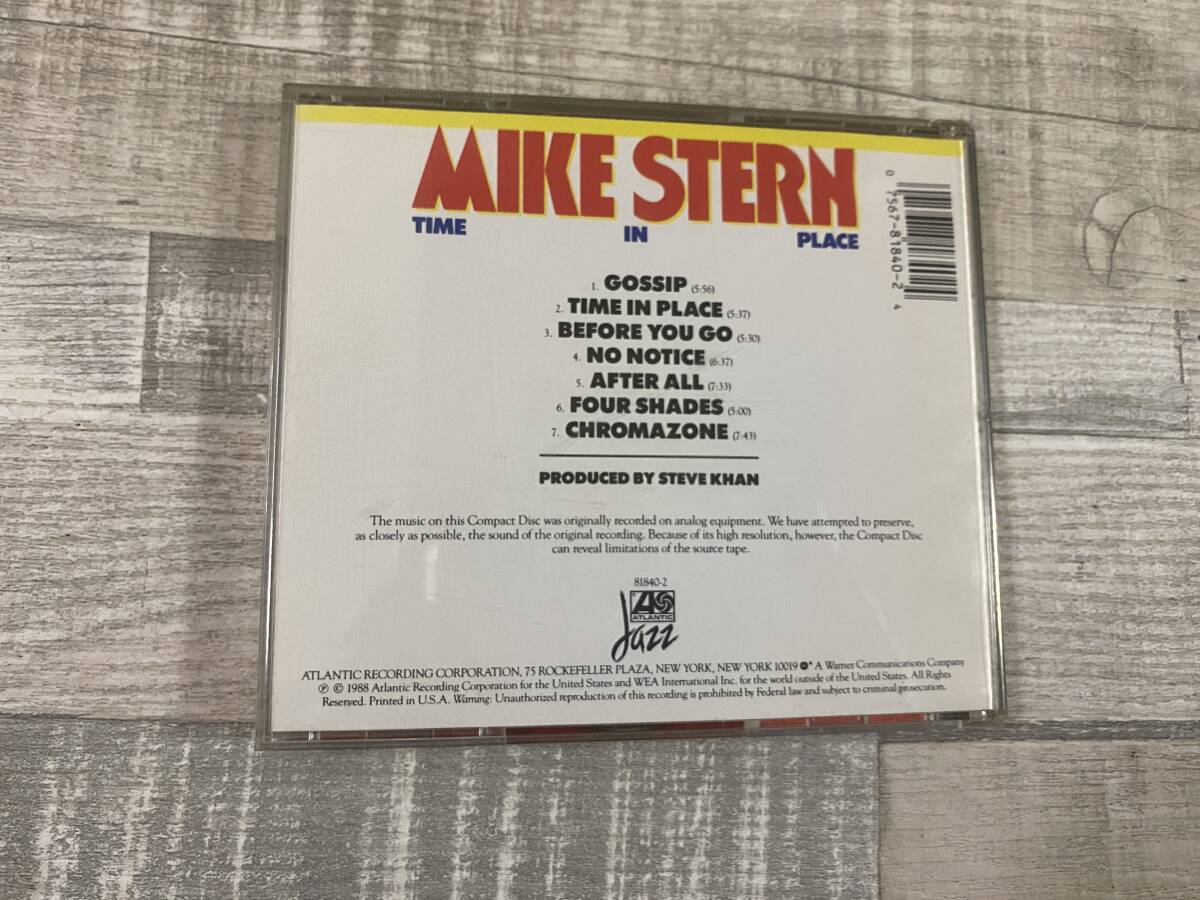 MIKE STERN
TIME IN PLACE
0 7567-81840-2 4
1. GOSSIP (5:56)
2. TIME IN PLACE (5:37)
3. BEFORE YOU GO (5:30)
4. NO NOTICE (6:37)
5. AFTER ALL (7:33)
6. FOUR SHADES (5:00)
7. CHROMAZONE (7:43)
PRODUCED BY STEVE KHAN
The music on this Compact Disc was originally recorded on analog equipment. We have attempted to preserve,
as closely as possible, the sound of the original recording. Because of its high resolution, however, the Compact Disc
can reveal limitations of the source tape.
81840-2
ATLANTIC
Jazz
ATLANTIC RECORDING CORPORATION, 75 ROCKEFELLER PLAZA, NEW YORK, NEW YORK 10019 ®* A Warner Communications Company
℗ © 1988 Atlantic Recording Corporation for the United States and WEA International Inc. for the world outside of the United States. All Rights
Reserved. Printed in U.S.A. Warning: Unauthorized reproduction of this recording is prohibited by Federal law and subject to criminal prosecution.